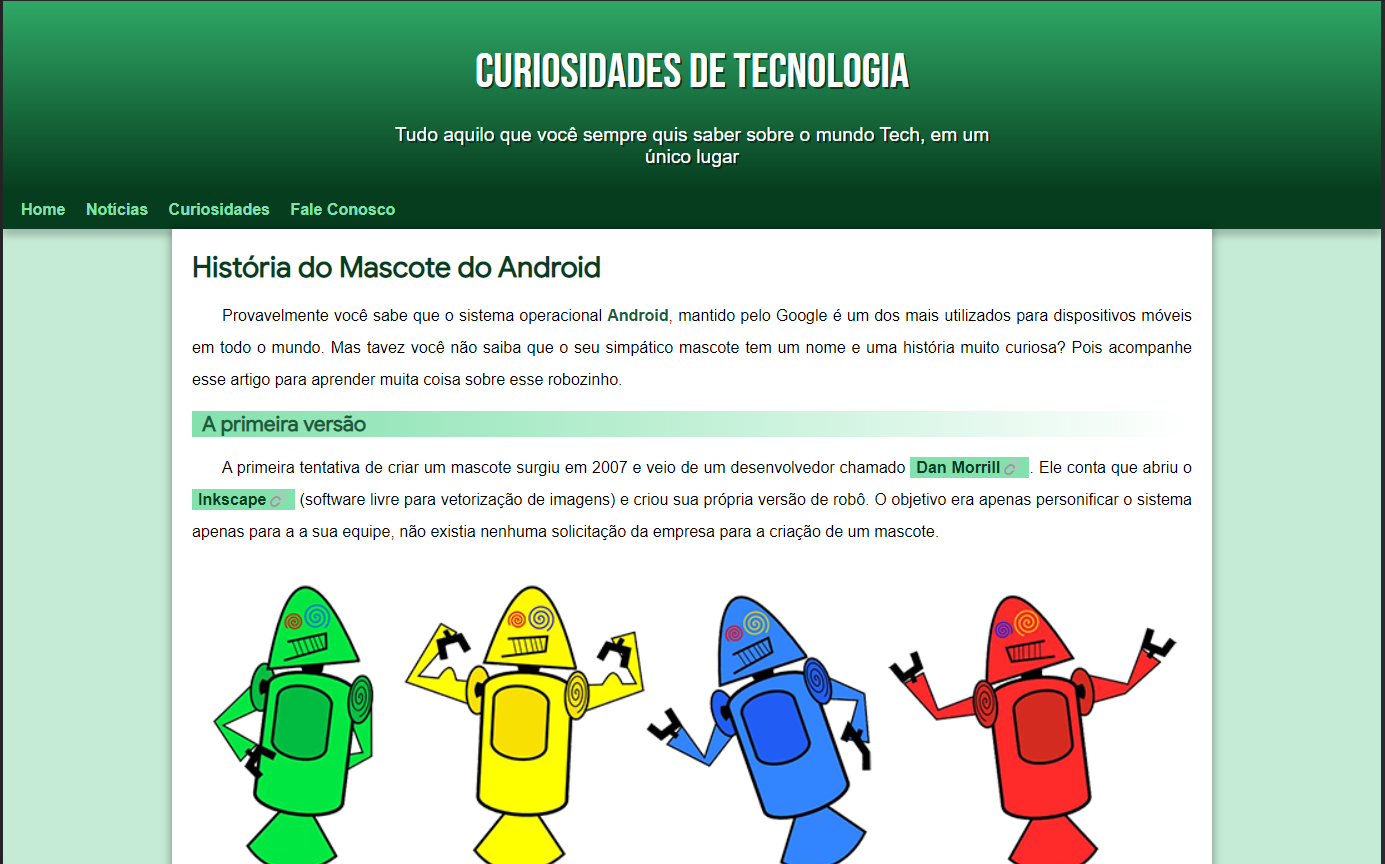 CURIOSIDADES DE TECNOLOGIA
Tudo aquilo que você sempre quis saber sobre o mundo Tech, em um
único lugar
Home Notícias Curiosidades Fale Conosco
História do Mascote do Android
Provavelmente você sabe que o sistema operacional Android, mantido pelo Google é um dos mais utilizados para dispositivos móveis
em todo o mundo. Mas tavez você não saiba que o seu simpático mascote tem um nome e uma história muito curiosa? Pois acompanhe
esse artigo para aprender muita coisa sobre esse robozinho.
A primeira versão
A primeira tentativa de criar um mascote surgiu em 2007 e veio de um desenvolvedor chamado Dan Morrill. Ele conta que abriu o
Inkscape (software livre para vetorização de imagens) e criou sua própria versão de robô. O objetivo era apenas personificar o sistema
apenas para a a sua equipe, não existia nenhuma solicitação da empresa para a criação de um mascote.